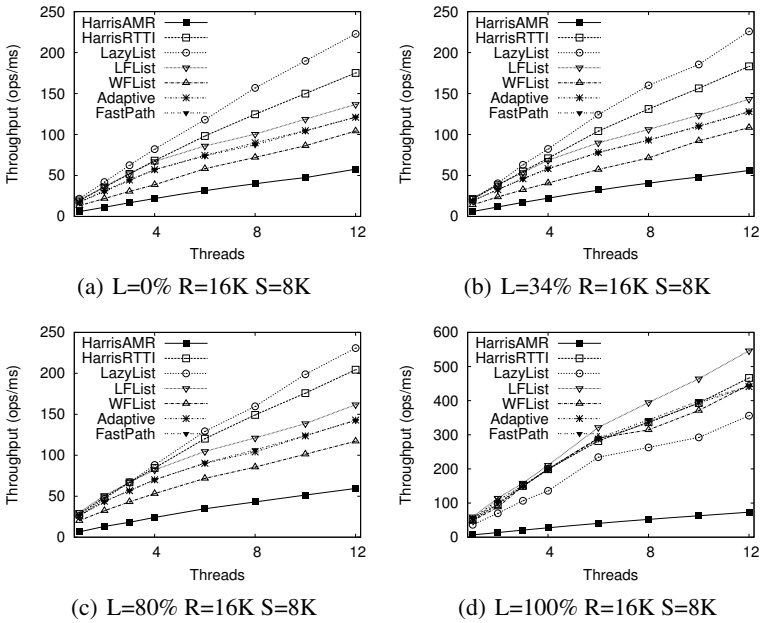 Throughput (ops/ms)
250
200
150
100
50
0
HarrisAMR
HarrisRTTI
LazyList
LFList
WFList
Adaptive
FastPath
4
8
12
Threads
(a) L=0% R=16K S=8K
Throughput (ops/ms)
250
200
150
100
50
0
HarrisAMR
HarrisRTTI
LazyList
LFList
WFList
Adaptive
FastPath
4
8
12
Threads
(b) L=34% R=16K S=8K
Throughput (ops/ms)
250
200
150
100
50
0
HarrisAMR
HarrisRTTI
LazyList
LFList
WFList
Adaptive
FastPath
4
8
12
Threads
(c) L=80% R=16K S=8K
Throughput (ops/ms)
600
500
400
300
200
100
0
HarrisAMR
HarrisRTTI
LazyList
LFList
WFList
Adaptive
FastPath
4
8
12
Threads
(d) L=100% R=16K S=8K